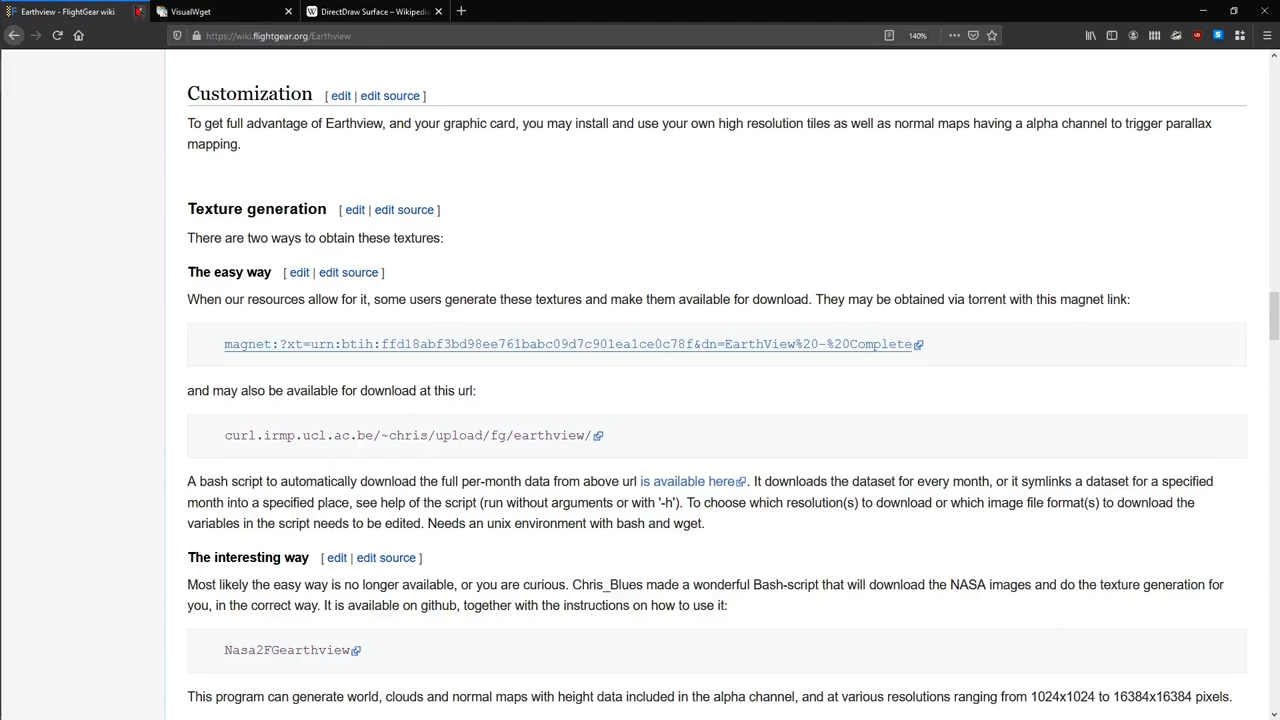 Earthview - FlightGear wiki
VisualWget
DirectDraw Surface - Wikipedia
https://wiki.flightgear.org/Earthview
140%
Customization [ edit | edit source ]
To get full advantage of Earthview, and your graphic card, you may install and use your own high resolution tiles as well as normal maps having a alpha channel to trigger parallax
mapping.
Texture generation [ edit | edit source ]
There are two ways to obtain these textures:
The easy way [ edit | edit source ]
When our resources allow for it, some users generate these textures and make them available for download. They may be obtained via torrent with this magnet link:
magnet:?xt=urn:btih:ffd18abf3bd98ee761babc09d7c901ea1ce0c78f&dn=EarthView%20-%20Complete
and may also be available for download at this url:
curl.irmp.ucl.ac.be/~chris/upload/fg/earthview/
A bash script to automatically download the full per-month data from above url is available here. It downloads the dataset for every month, or it symlinks a dataset for a specified
month into a specified place, see help of the script (run without arguments or with '-h'). To choose which resolution(s) to download or which image file format(s) to download the
variables in the script needs to be edited. Needs an unix environment with bash and wget.
The interesting way [ edit | edit source ]
Most likely the easy way is no longer available, or you are curious. Chris_Blues made a wonderful Bash-script that will download the NASA images and do the texture generation for
you, in the correct way. It is available on github, together with the instructions on how to use it:
Nasa2FGearthview
This program can generate world, clouds and normal maps with height data included in the alpha channel, and at various resolutions ranging from 1024x1024 to 16384x16384 pixels.